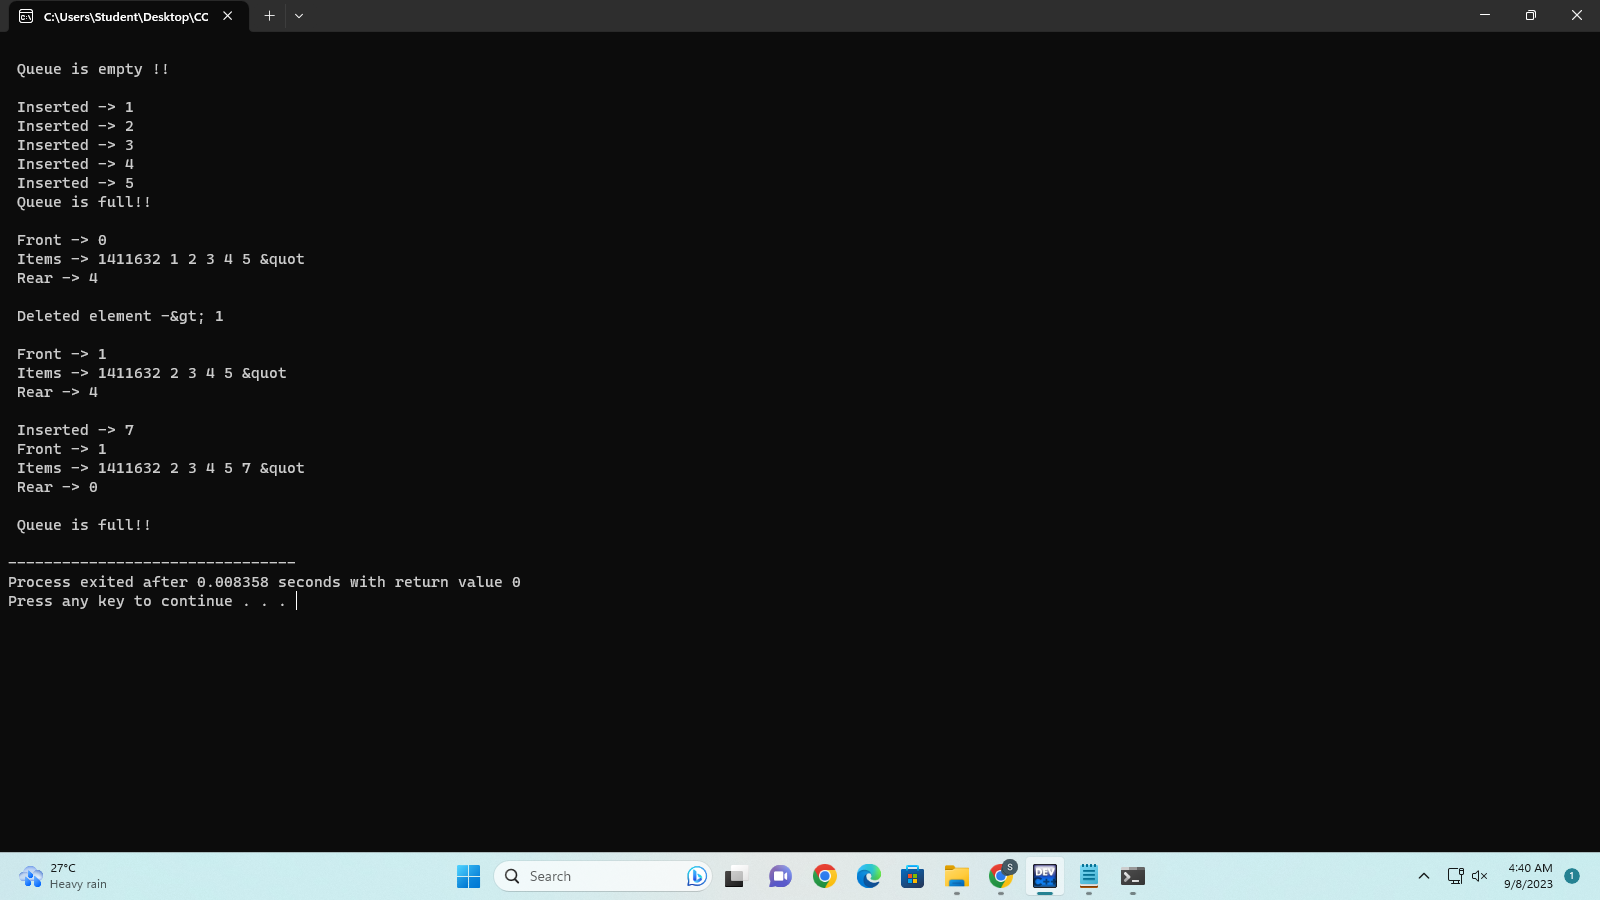 C:\Users\Student\Desktop\CC
Queue is empty !!
Inserted -> 1
Inserted -> 2
Inserted -> 3
Inserted -> 4
Inserted -> 5
Queue is full!!
Front -> 0
Items -> 1411632 1 2 3 4 5 &quot
Rear -> 4
Deleted element -&gt; 1
Front -> 1
Items -> 1411632 2 3 4 5 &quot
Rear -> 4
Inserted -> 7
Front -> 1
Items -> 1411632 2 3 4 5 7 &quot
Rear -> 0
Queue is full!!
--------------------------------
Process exited after 0.008358 seconds with return value 0
Press any key to continue . . .
27°C
Heavy rain
Search
S
DEV
4:40 AM
9/8/2023
1